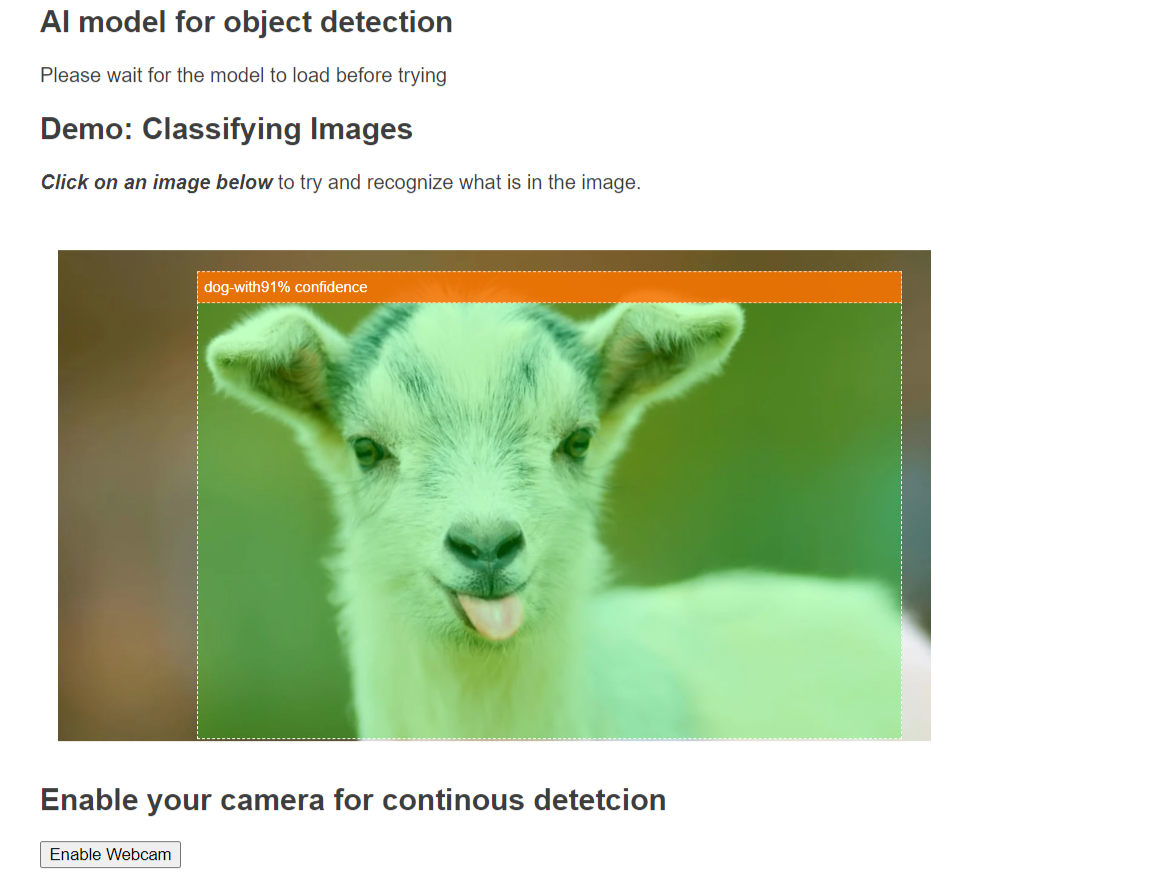 AI model for object detection
Please wait for the model to load before trying
Demo: Classifying Images
Click on an image below to try and recognize what is in the image.
dog-with91% confidence
Enable your camera for continous detetcion
Enable Webcam